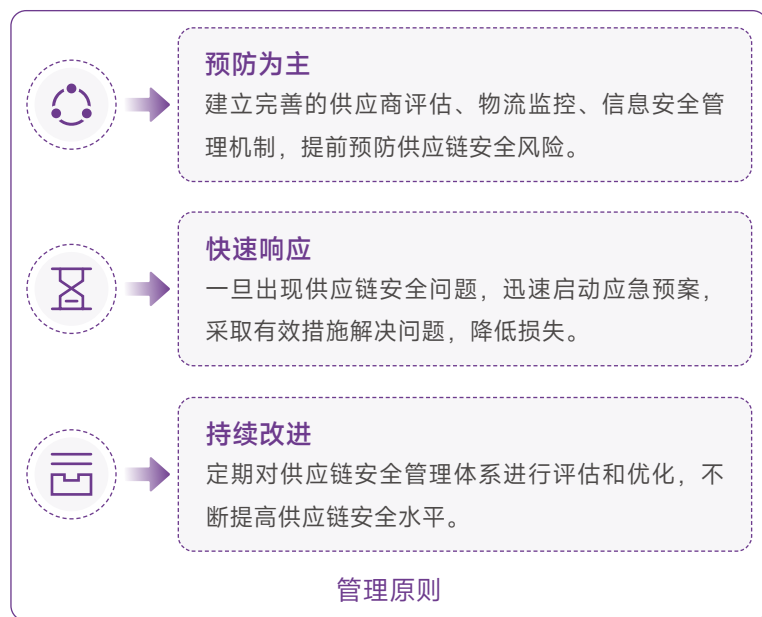 预防为主
建立完善的供应商评估、物流监控、信息安全管
理机制，提前预防供应链安全风险。
快速响应
一旦出现供应链安全问题，迅速启动应急预案，
采取有效措施解决问题，降低损失。
持续改进
定期对供应链安全管理体系进行评估和优化，不
断提高供应链安全水平。
管理原则